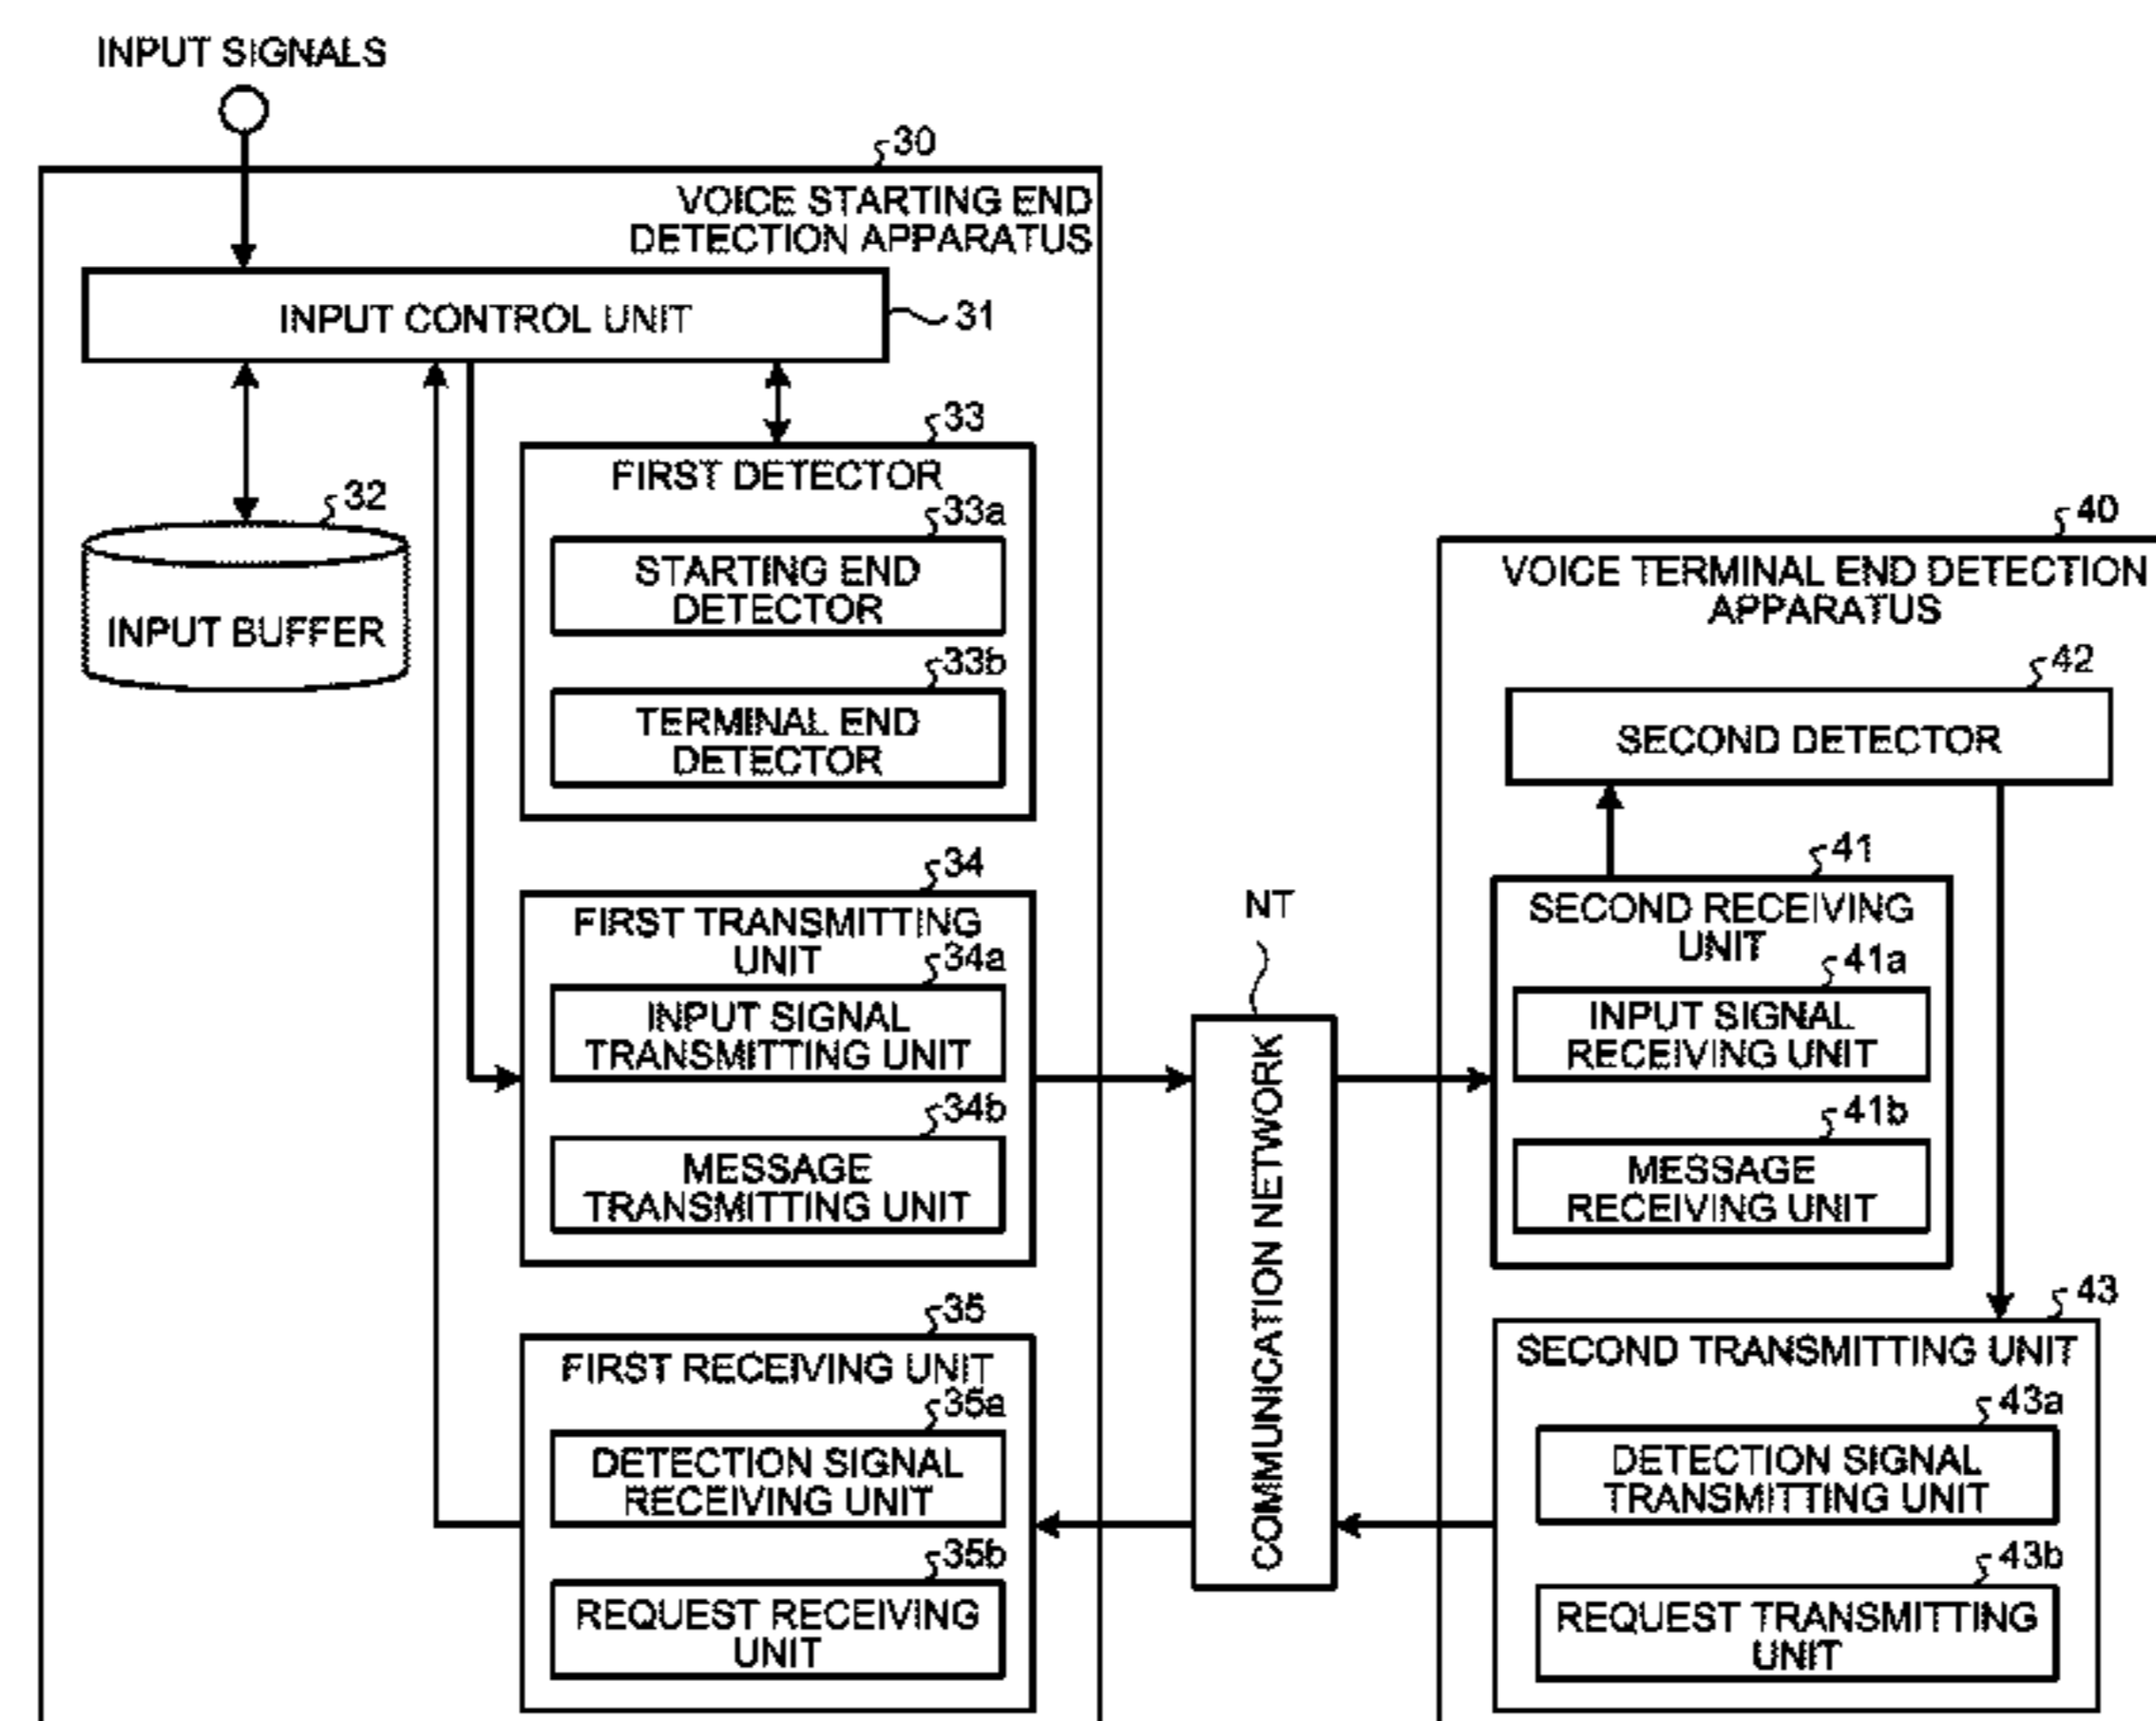 INPUT SIGNALS
30
VOICE STARTING END
DETECTION APPARATUS
INPUT CONTROL UNIT
31
32
INPUT BUFFER
33
FIRST DETECTOR
33a
STARTING END
DETECTOR
33b
TERMINAL END
DETECTOR
34
FIRST TRANSMITTING
UNIT
34a
INPUT SIGNAL
TRANSMITTING UNIT
34b
MESSAGE
TRANSMITTING UNIT
35
FIRST RECEIVING UNIT
35a
DETECTION SIGNAL
RECEIVING UNIT
35b
REQUEST RECEIVING
UNIT
NT
COMMUNICATION NETWORK
40
VOICE TERMINAL END DETECTION
APPARATUS
42
SECOND DETECTOR
41
SECOND RECEIVING
UNIT
41a
INPUT SIGNAL
RECEIVING UNIT
41b
MESSAGE
RECEIVING UNIT
43
SECOND TRANSMITTING UNIT
43a
DETECTION SIGNAL
TRANSMITTING UNIT
43b
REQUEST TRANSMITTING
UNIT